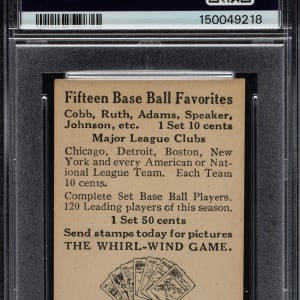 150049218
Fifteen Base Ball Favorites
Cobb, Ruth, Adams, Speaker,
Johnson, etc. 1 Set 10 cents
Major League Clubs
Chicago, Detroit, Boston, New
York and every American or Nat-
ional League Team. Each Team
10 cents.
Complete Set Base Ball Players.
120 Leading players of this season.
1 Set 50 cents
Send stamps today for pictures
THE WHIRL-WIND GAME.